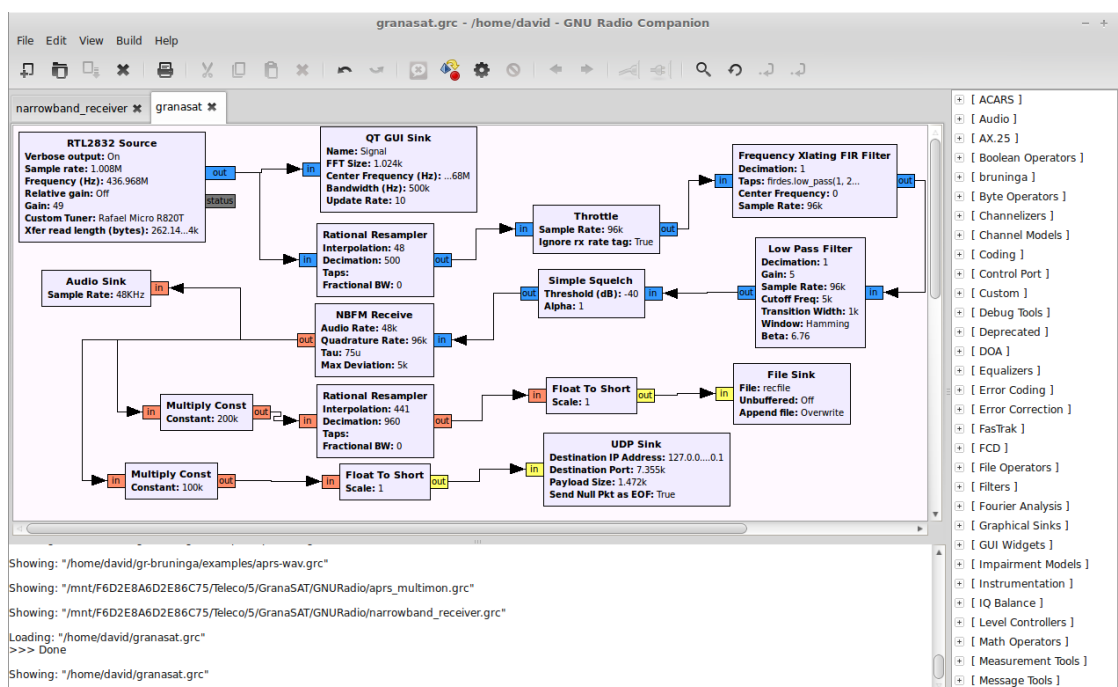 granasat.grc - /home/david - GNU Radio Companion
File Edit View Build Help
narrowband_receiver
granasat
RTL2832 Source
Verbose output: On
Sample rate: 1.008M
Frequency (Hz): 436.968M
Relative gain: Off
Gain: 49
Custom Tuner: Rafael Micro R820T
Xfer read length (bytes): 262.14...4k
out
status
QT GUI Sink
Name: Signal
FFT Size: 1.024k
Center Frequency (Hz): ...68M
Bandwidth (Hz): 500k
Update Rate: 10
in
Rational Resampler
Interpolation: 48
Decimation: 500
Taps:
Fractional BW: 0
in
out
Throttle
Sample Rate: 96k
Ignore rx rate tag: True
in
out
Frequency Xlating FIR Filter
Decimation: 1
Taps: firdes.low_pass(1, 2...
Center Frequency: 0
Sample Rate: 96k
in
out
Low Pass Filter
Decimation: 1
Gain: 5
Sample Rate: 96k
Cutoff Freq: 5k
Transition Width: 1k
Window: Hamming
Beta: 6.76
out
in
Simple Squelch
Threshold (dB): -40
Alpha: 1
out
in
NBFM Receive
Audio Rate: 48k
Quadrature Rate: 96k
Tau: 75u
Max Deviation: 5k
out
in
Audio Sink
Sample Rate: 48KHz
in
Multiply Const
Constant: 200k
in
out
Rational Resampler
Interpolation: 441
Decimation: 960
Taps:
Fractional BW: 0
in
out
Float To Short
Scale: 1
in
out
File Sink
File: recfile
Unbuffered: Off
Append file: Overwrite
in
Multiply Const
Constant: 100k
in
out
Float To Short
Scale: 1
in
out
UDP Sink
Destination IP Address: 127.0.0....0.1
Destination Port: 7.355k
Payload Size: 1.472k
Send Null Pkt as EOF: True
in
Showing: "/home/david/gr-bruninga/examples/aprs-wav.grc"
Showing: "/mnt/F6D2E8A6D2E86C75/Teleco/5/GranaSAT/GNURadio/aprs_multimon.grc"
Showing: "/mnt/F6D2E8A6D2E86C75/Teleco/5/GranaSAT/GNURadio/narrowband_receiver.grc"
Loading: "/home/david/granasat.grc"
>>> Done
Showing: "/home/david/granasat.grc"
[ ACARS ]
[ Audio ]
[ AX.25 ]
[ Boolean Operators ]
[ bruninga ]
[ Byte Operators ]
[ Channelizers ]
[ Channel Models ]
[ Coding ]
[ Control Port ]
[ Custom ]
[ Debug Tools ]
[ Deprecated ]
[ DOA ]
[ Equalizers ]
[ Error Coding ]
[ Error Correction ]
[ FasTrak ]
[ FCD ]
[ File Operators ]
[ Filters ]
[ Fourier Analysis ]
[ Graphical Sinks ]
[ GUI Widgets ]
[ Impairment Models ]
[ Instrumentation ]
[ IQ Balance ]
[ Level Controllers ]
[ Math Operators ]
[ Measurement Tools ]
[ Message Tools ]